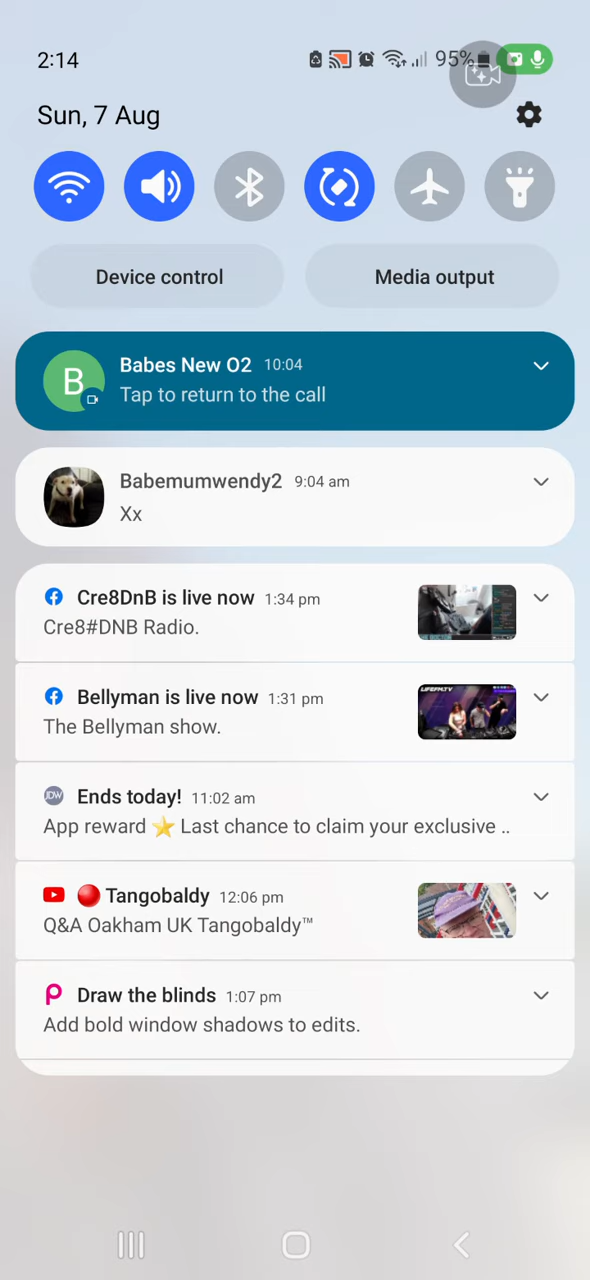 2:14
95%
Sun, 7 Aug
Device control
Media output
B
Babes New O2 10:04
Tap to return to the call
Babemumwendy2 9:04 am
Xx
Cre8DnB is live now 1:34 pm
Cre8#DNB Radio.
Bellyman is live now 1:31 pm
LIFEFM.TV
The Bellyman show.
JDW
Ends today! 11:02 am
App reward ⭐ Last chance to claim your exclusive ..
🔴 Tangobaldy 12:06 pm
Q&A Oakham UK Tangobaldy™
Draw the blinds 1:07 pm
Add bold window shadows to edits.